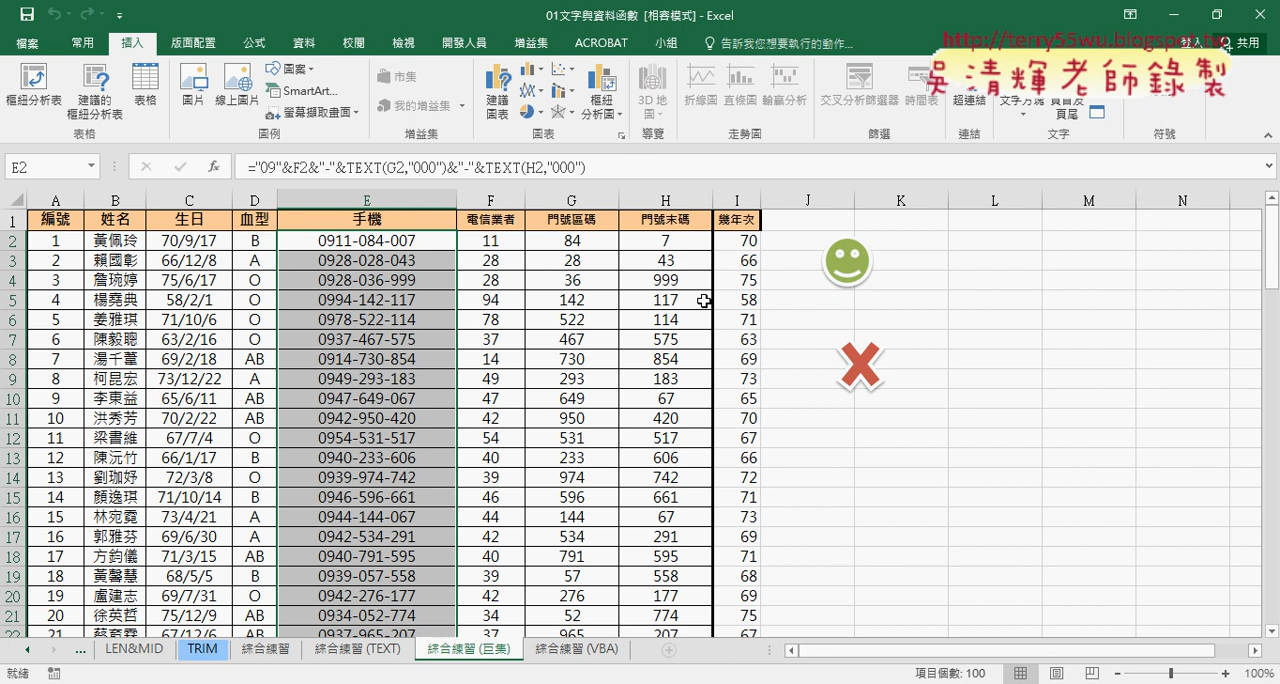 01文字與資料函數 [相容模式] - Excel
檔案 常用 插入 版面配置 公式 資料 校閱 檢視 開發人員 增益集 ACROBAT 小組 告訴我您想要執行的動作... 登入 共用
http://terry55wu.blogspot.tw
吳清輝老師錄製
樞紐分析表 建議的樞紐分析表 表格 圖片 線上圖片 圖案 SmartArt... 螢幕擷取畫面 市集 我的增益集 建議圖表 樞紐分析圖 3D 地圖 折線圖 直條圖 輸贏分析 交叉分析篩選器 時間表 超連結 文字方塊 頁首及頁尾
表格 圖例 增益集 圖表 導覽 走勢圖 篩選 連結 文字 符號
E2 fx ="09"&F2&"-"&TEXT(G2,"000")&"-"&TEXT(H2,"000")
A B C D E F G H I J K L M N
1 編號 姓名 生日 血型 手機 電信業者 門號區碼 門號末碼 幾年次
2 1 黃佩玲 70/9/17 B 0911-084-007 11 84 7 70
3 2 賴國彰 66/12/8 A 0928-028-043 28 28 43 66
4 3 詹琬婷 75/6/17 O 0928-036-999 28 36 999 75
5 4 楊堯典 58/2/1 O 0994-142-117 94 142 117 58
6 5 姜雅琪 71/10/6 O 0978-522-114 78 522 114 71
7 6 陳毅聰 63/2/16 O 0937-467-575 37 467 575 63
8 7 湯千菫 69/2/18 AB 0914-730-854 14 730 854 69
9 8 柯昆宏 73/12/22 A 0949-293-183 49 293 183 73
10 9 李東益 65/6/11 AB 0947-649-067 47 649 67 65
11 10 洪秀芳 70/2/22 AB 0942-950-420 42 950 420 70
12 11 梁書維 67/7/4 O 0954-531-517 54 531 517 67
13 12 陳沅竹 66/1/17 B 0940-233-606 40 233 606 66
14 13 劉珈妤 72/3/8 O 0939-974-742 39 974 742 72
15 14 顏逸琪 71/10/14 B 0946-596-661 46 596 661 71
16 15 林宛霓 73/4/21 A 0944-144-067 44 144 67 73
17 16 郭雅芬 69/6/30 A 0942-534-291 42 534 291 69
18 17 方鈞儀 71/3/15 AB 0940-791-595 40 791 595 71
19 18 黃馨慧 68/5/5 B 0939-057-558 39 57 558 68
20 19 盧建中 69/7/31 O 0942-276-177 42 276 177 69
21 20 徐英哲 75/12/9 AB 0934-052-774 34 52 774 75
22 21 67/12/6 AB 0937-965-207 37 965 207 67
... LEN&MID TRIM 綜合練習 綜合練習 (TEXT) 綜合練習 (巨集) 綜合練習 (VBA)
就緒 項目個數: 100 100%